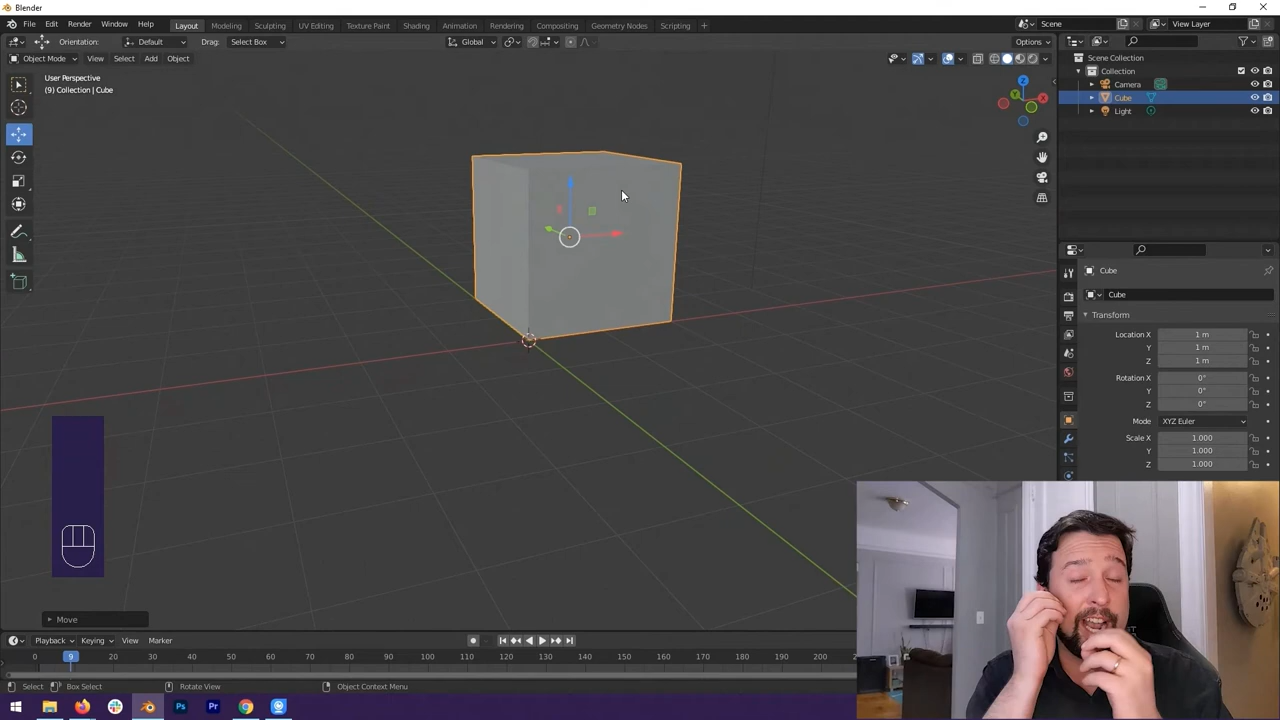 Blender
File Edit Render Window Help Layout Modeling Sculpting UV Editing Texture Paint Shading Animation Rendering Compositing Geometry Nodes Scripting + Scene View Layer
Orientation: Default Drag: Select Box Global Options
Object Mode View Select Add Object
User Perspective
(9) Collection | Cube
Scene Collection
Collection
Camera
Cube
Light
Z
Y
X
Cube
Cube
Transform
Location X 1 m
Y 1 m
Z 1 m
Rotation X 0°
Y 0°
Z 0°
Mode XYZ Euler
Scale X 1.000
Y 1.000
Z 1.000
Move
Playback Keying View Marker
0 9 20 30 40 50 60 70 80 90 100 110 120 130 140 150 160 170 180 190 200
Select Box Select Rotate View Object Context Menu
Ps
Pr